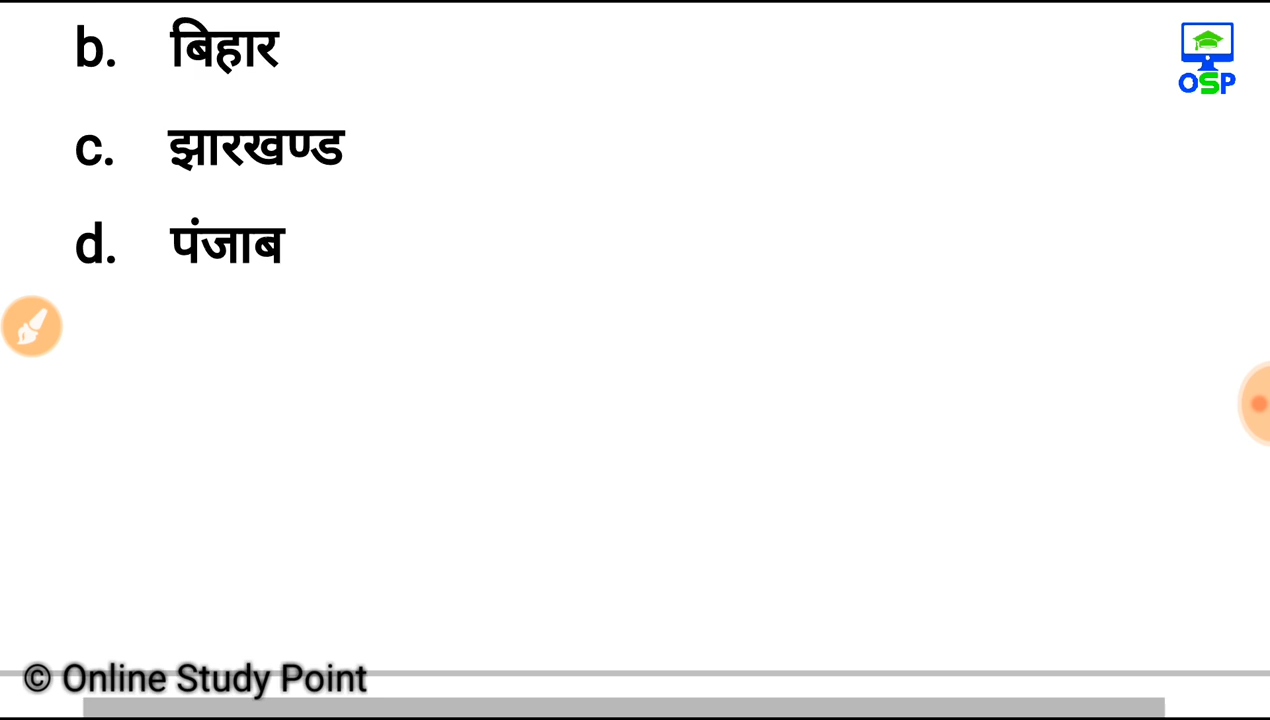 b. बिहार
OSP
c. झारखण्ड
d. पंजाब
© Online Study Point